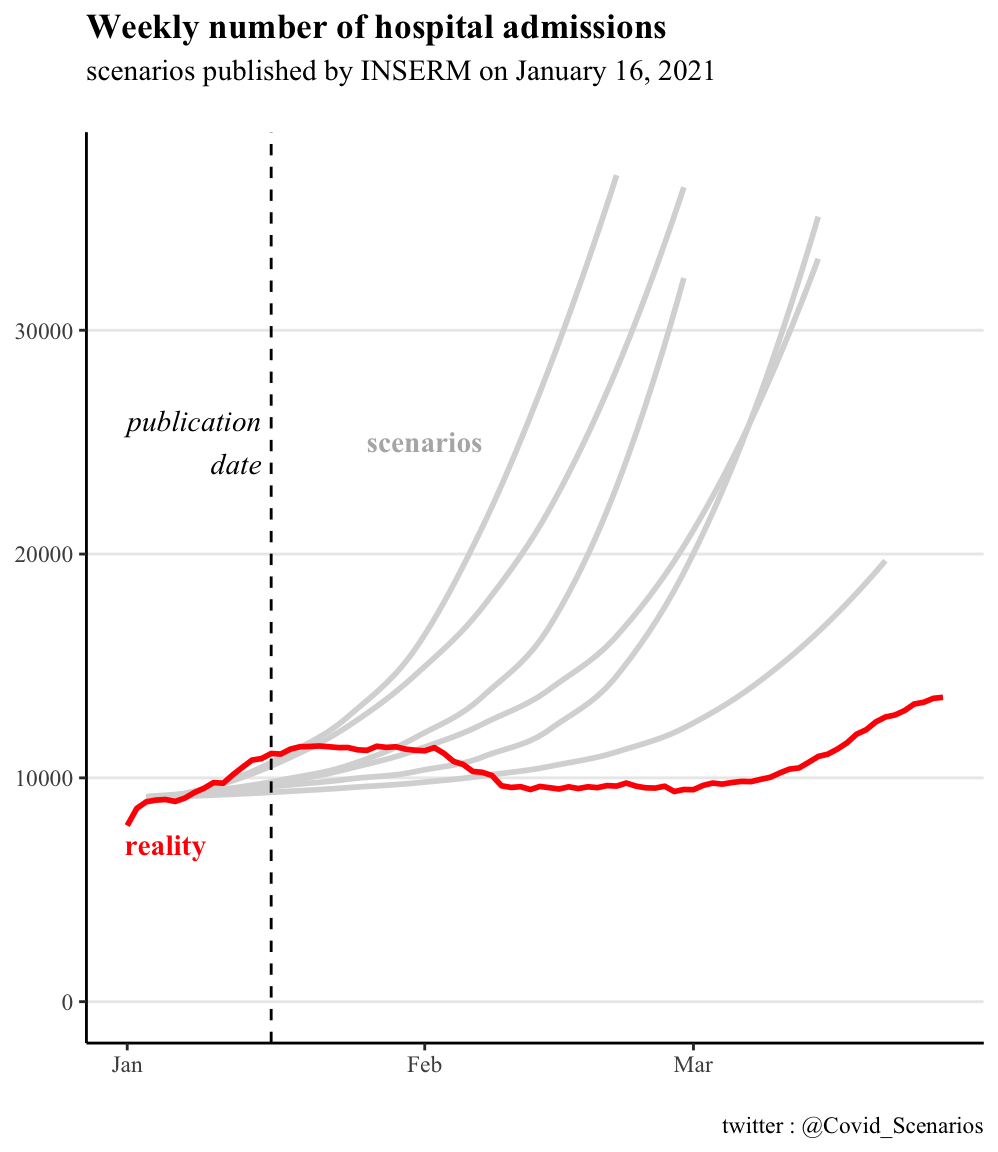 Weekly number of hospital admissions
scenarios published by INSERM on January 16, 2021
30000
publication
date
scenarios
20000
10000
reality
0
Jan
Feb
Mar
twitter : @Covid_Scenarios